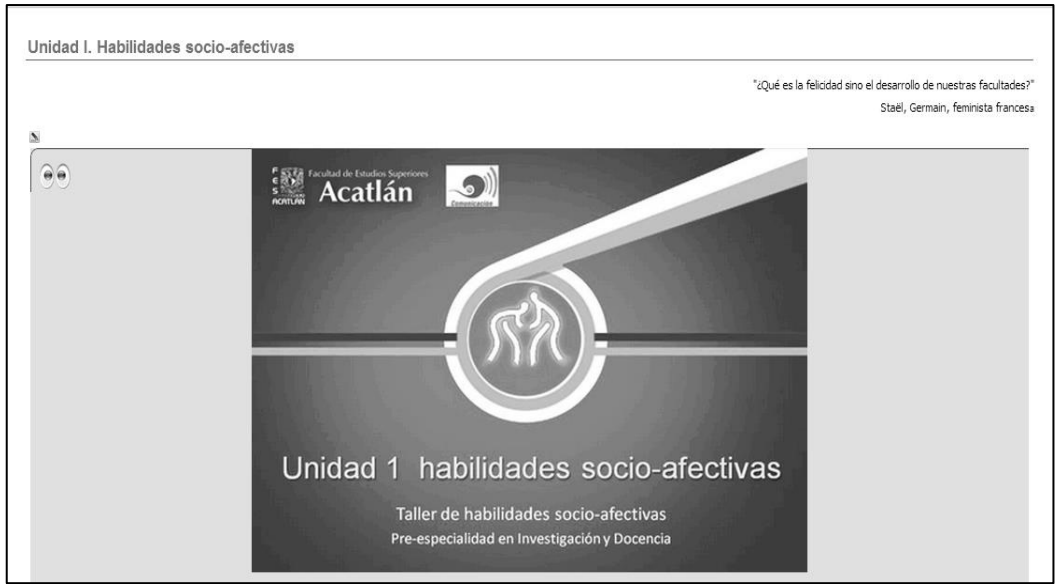 Unidad I. Habilidades socio-afectivas
"¿Qué es la felicidad sino el desarrollo de nuestras facultades?"
Staël, Germain, feminista francesa
FES
ACATLÁN
Facultad de Estudios Superiores
Acatlán
Comunicación
Unidad 1 habilidades socio-afectivas
Taller de habilidades socio-afectivas
Pre-especialidad en Investigación y Docencia